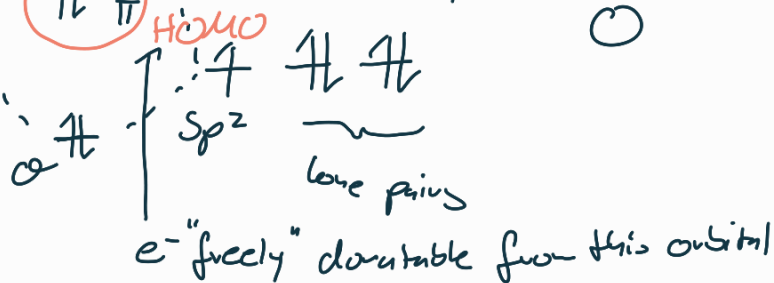 π
HOMO
O
sp²
σ
lone pairs
e⁻ "freely" donatable from this orbital